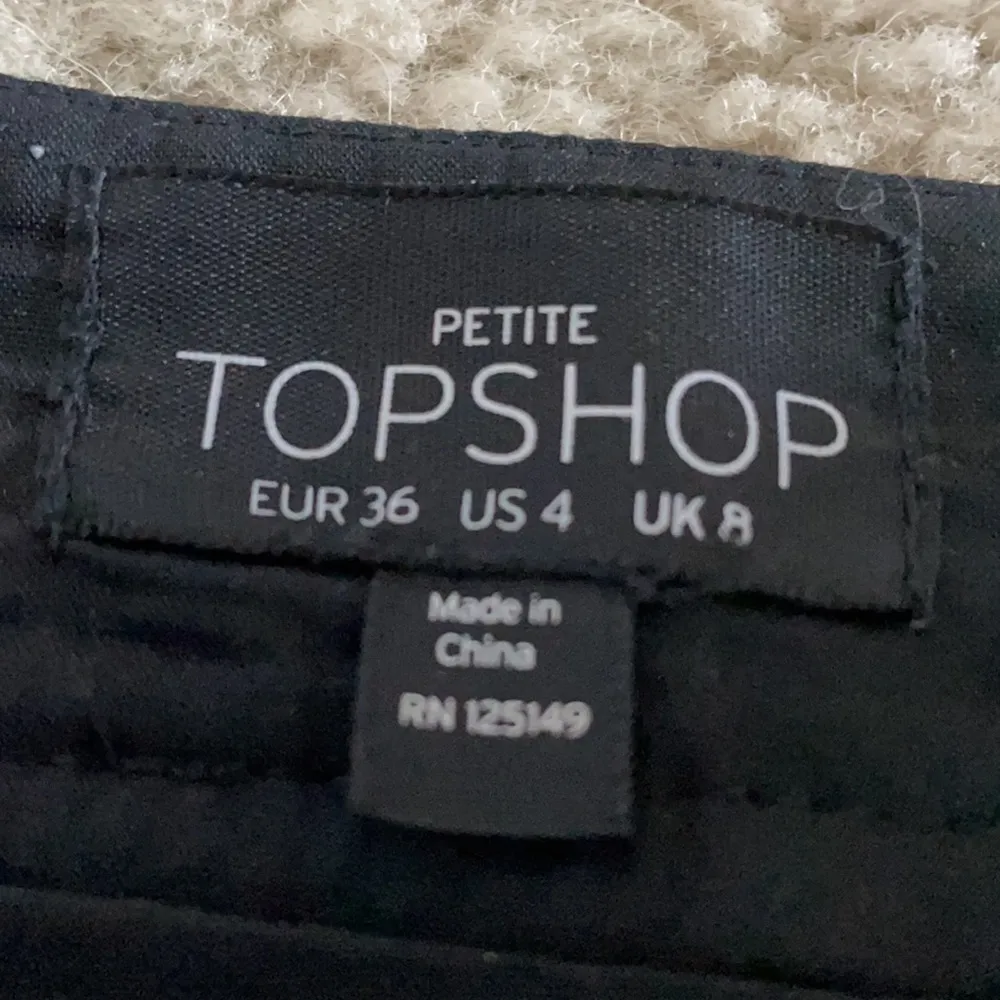 PETITE
TOPSHOP
EUR 36 US 4 UK 8
Made in
China
RN 125149